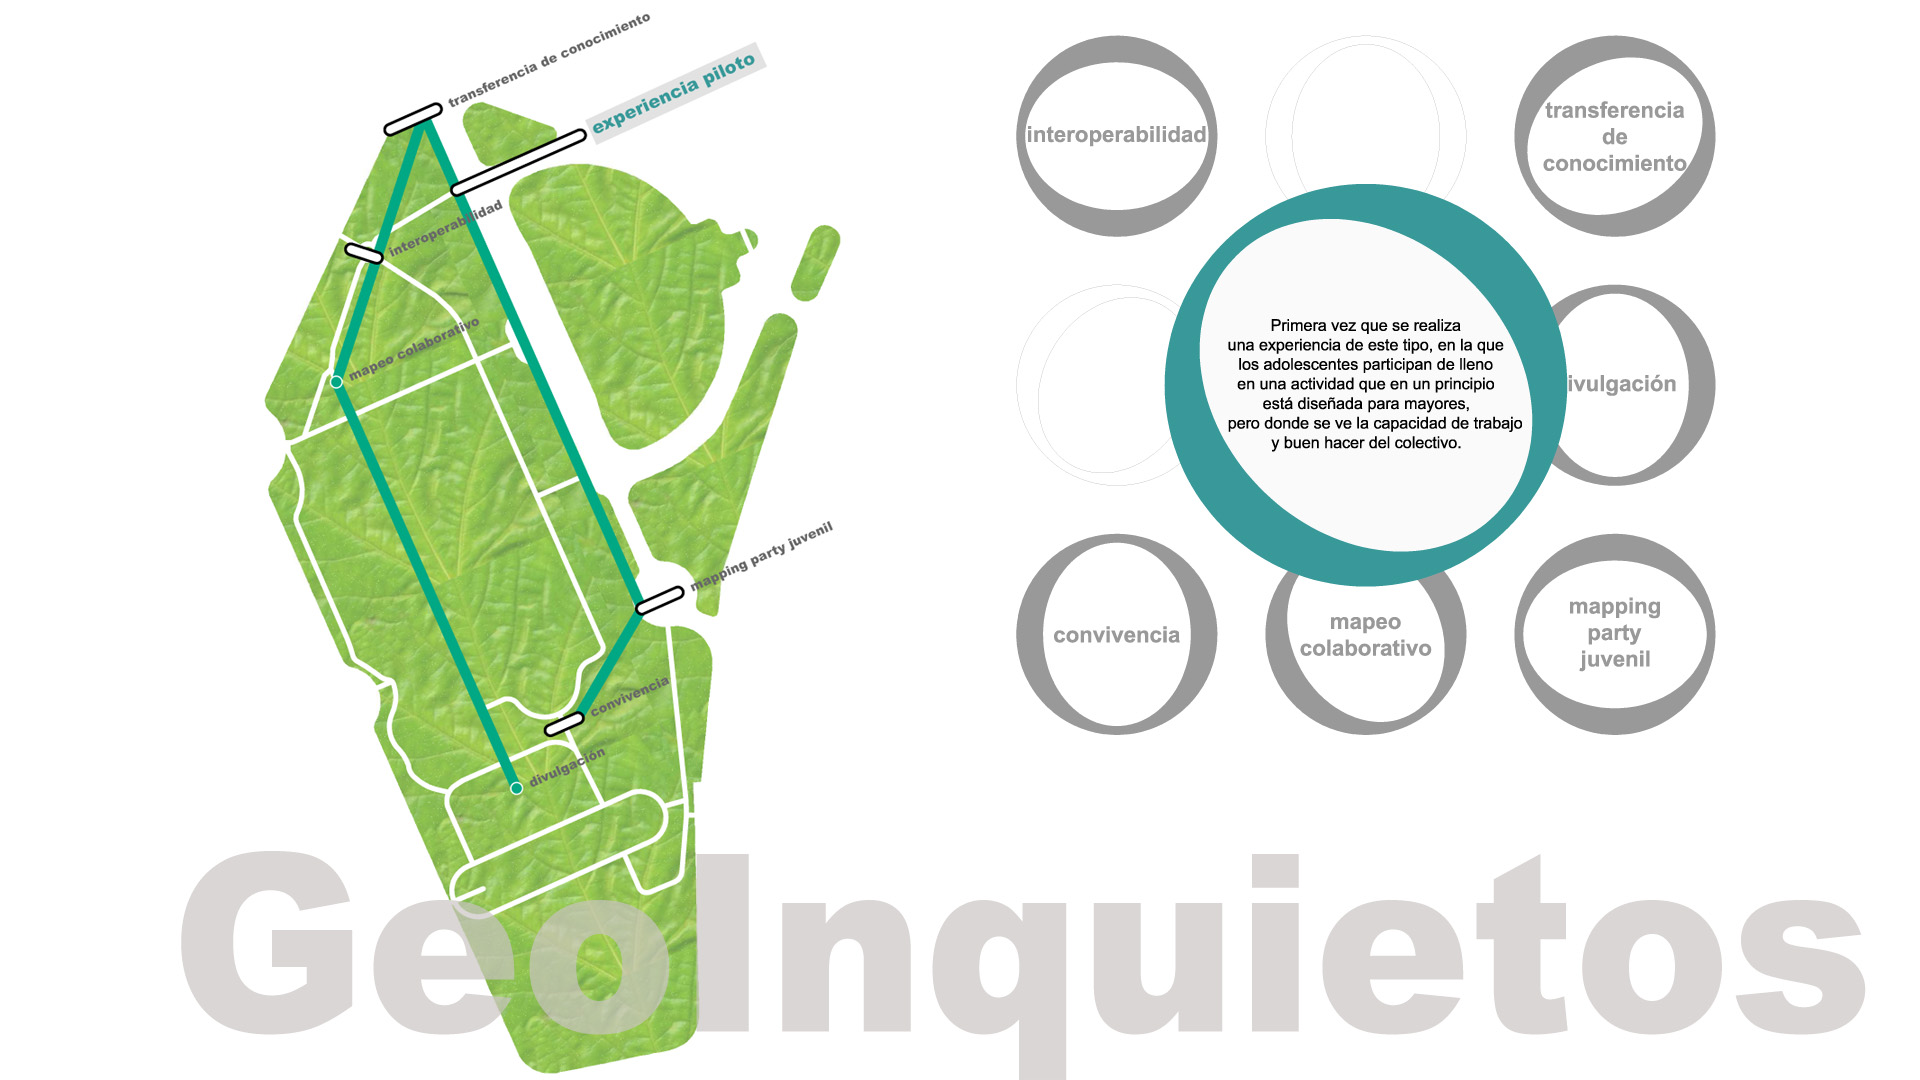 transferencia de conocimiento
experiencia piloto
interoperabilidad
mapeo colaborativo
mapping party juvenil
convivencia
divulgación
interoperabilidad
transferencia
de
conocimiento
Primera vez que se realiza
una experiencia de este tipo, en la que
los adolescentes participan de lleno
en una actividad que en un principio
está diseñada para mayores,
pero donde se ve la capacidad de trabajo
y buen hacer del colectivo.
ivulgación
convivencia
mapeo
colaborativo
mapping
party
juvenil
GeoInquietos